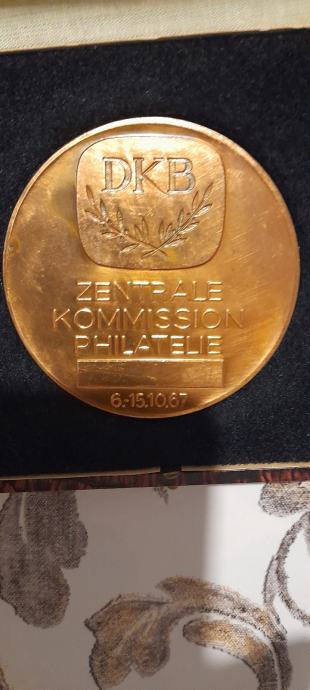 DKB
ZENTRALE
KOMMISSION
PHILATELIE
6.-15.10.67